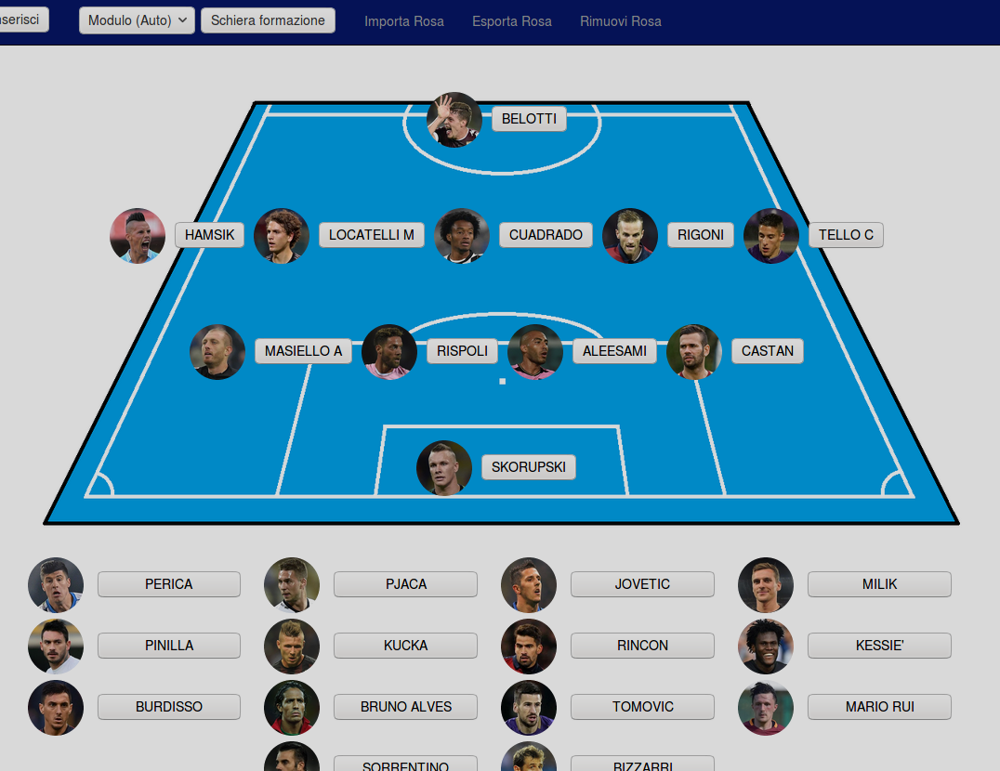 nserisci Modulo (Auto) Schiera formazione Importa Rosa Esporta Rosa Rimuovi Rosa
BELOTTI
HAMSIK LOCATELLI M CUADRADO RIGONI TELLO C
MASIELLO A RISPOLI ALEESAMI CASTAN
SKORUPSKI
PERICA PJACA JOVETIC MILIK
PINILLA KUCKA RINCON KESSIE'
BURDISSO BRUNO ALVES TOMOVIC MARIO RUI
SORRENTINO BIZZARRI